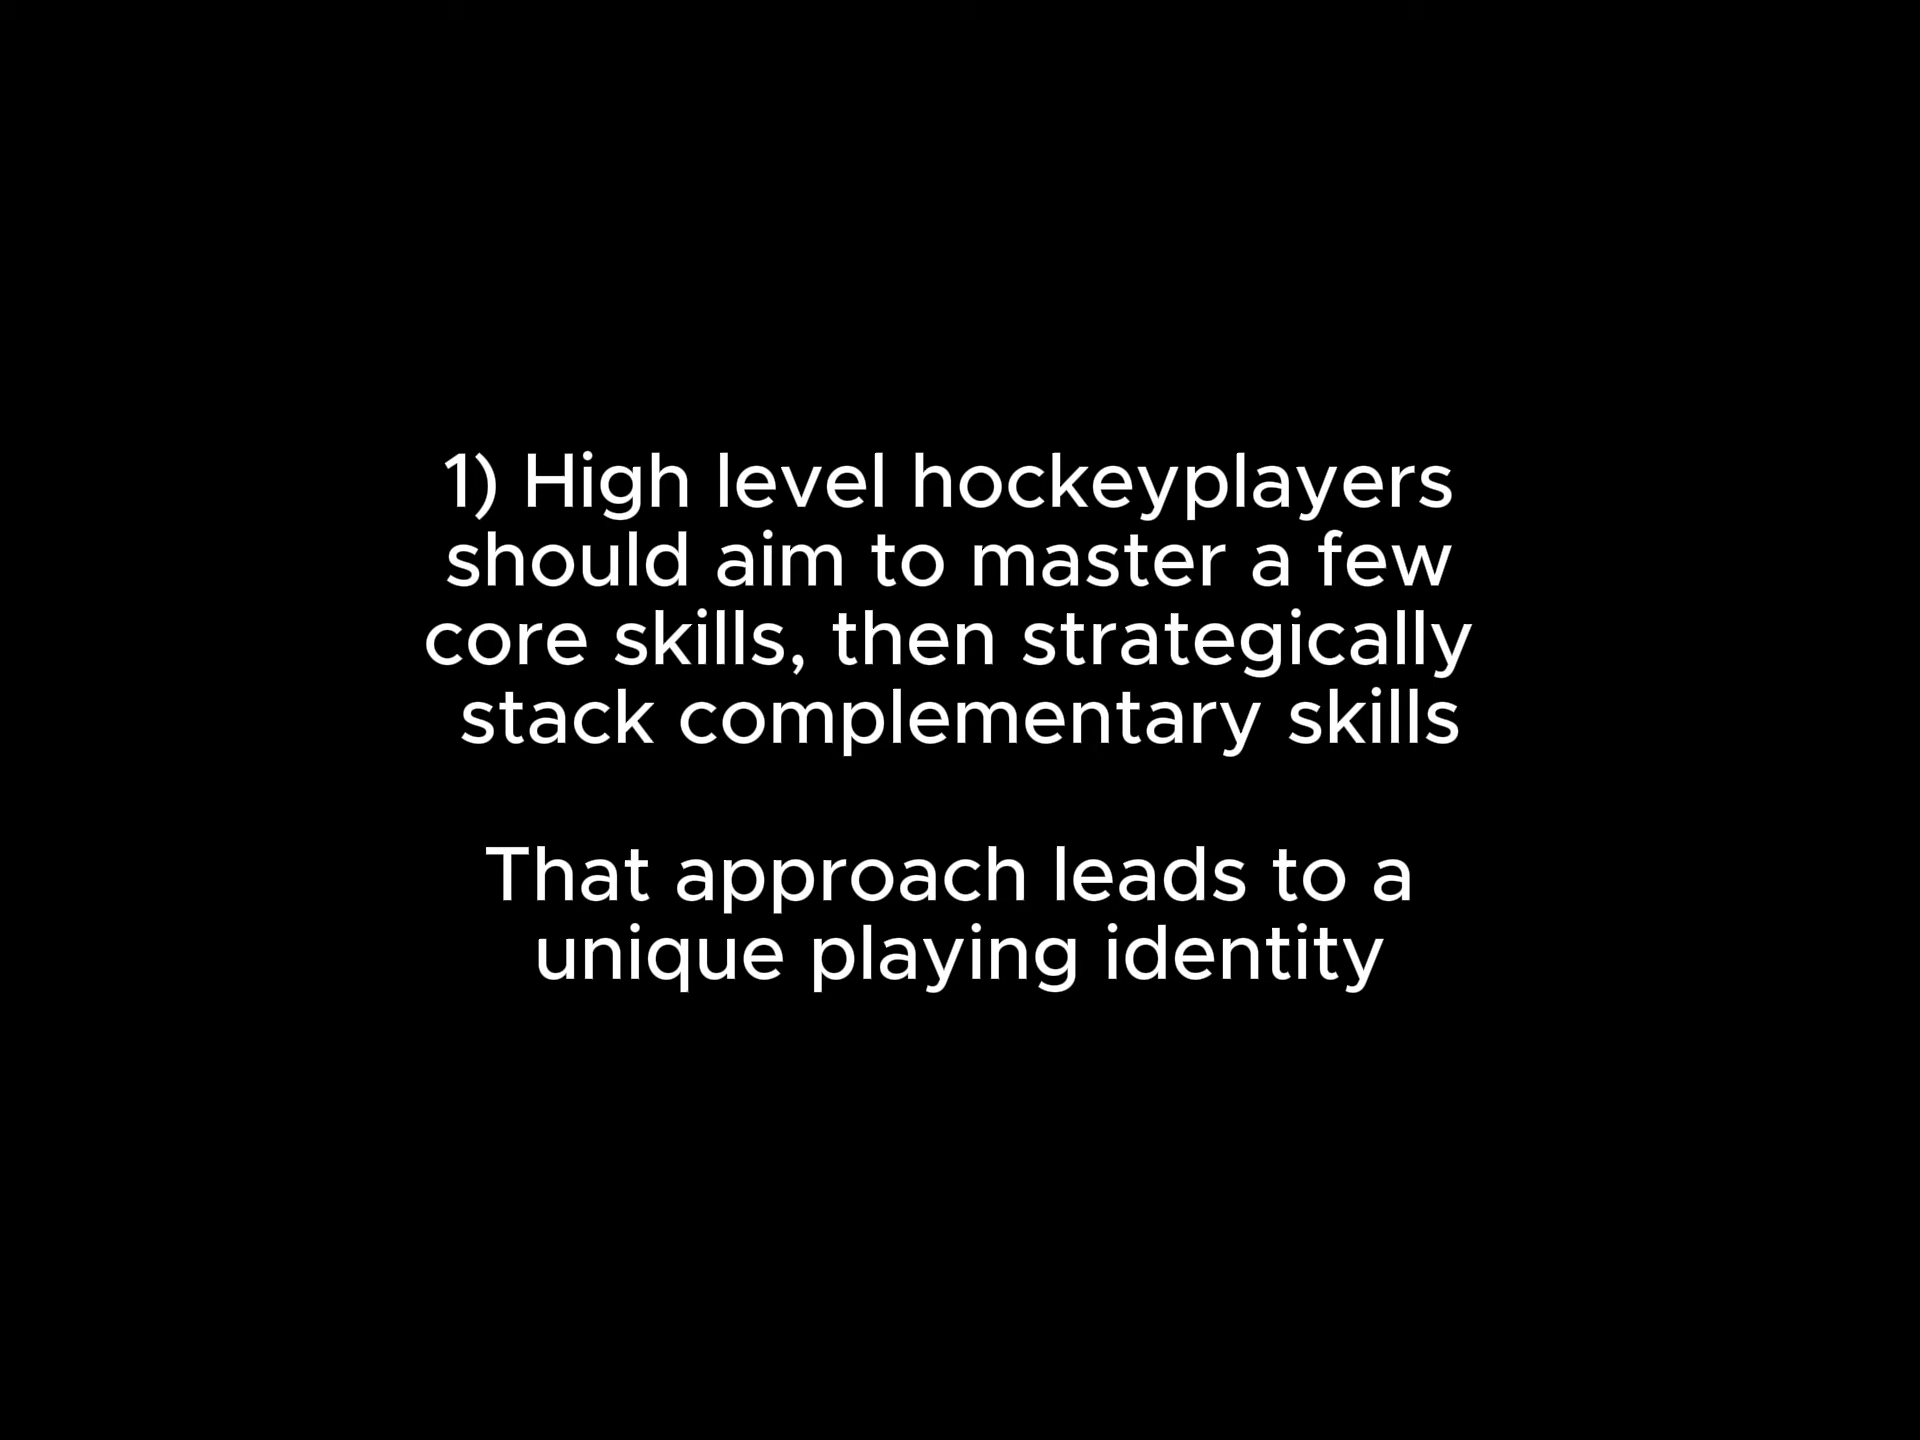 1) High level hockeyplayers
should aim to master a few
core skills, then strategically
stack complementary skills
That approach leads to a
unique playing identity